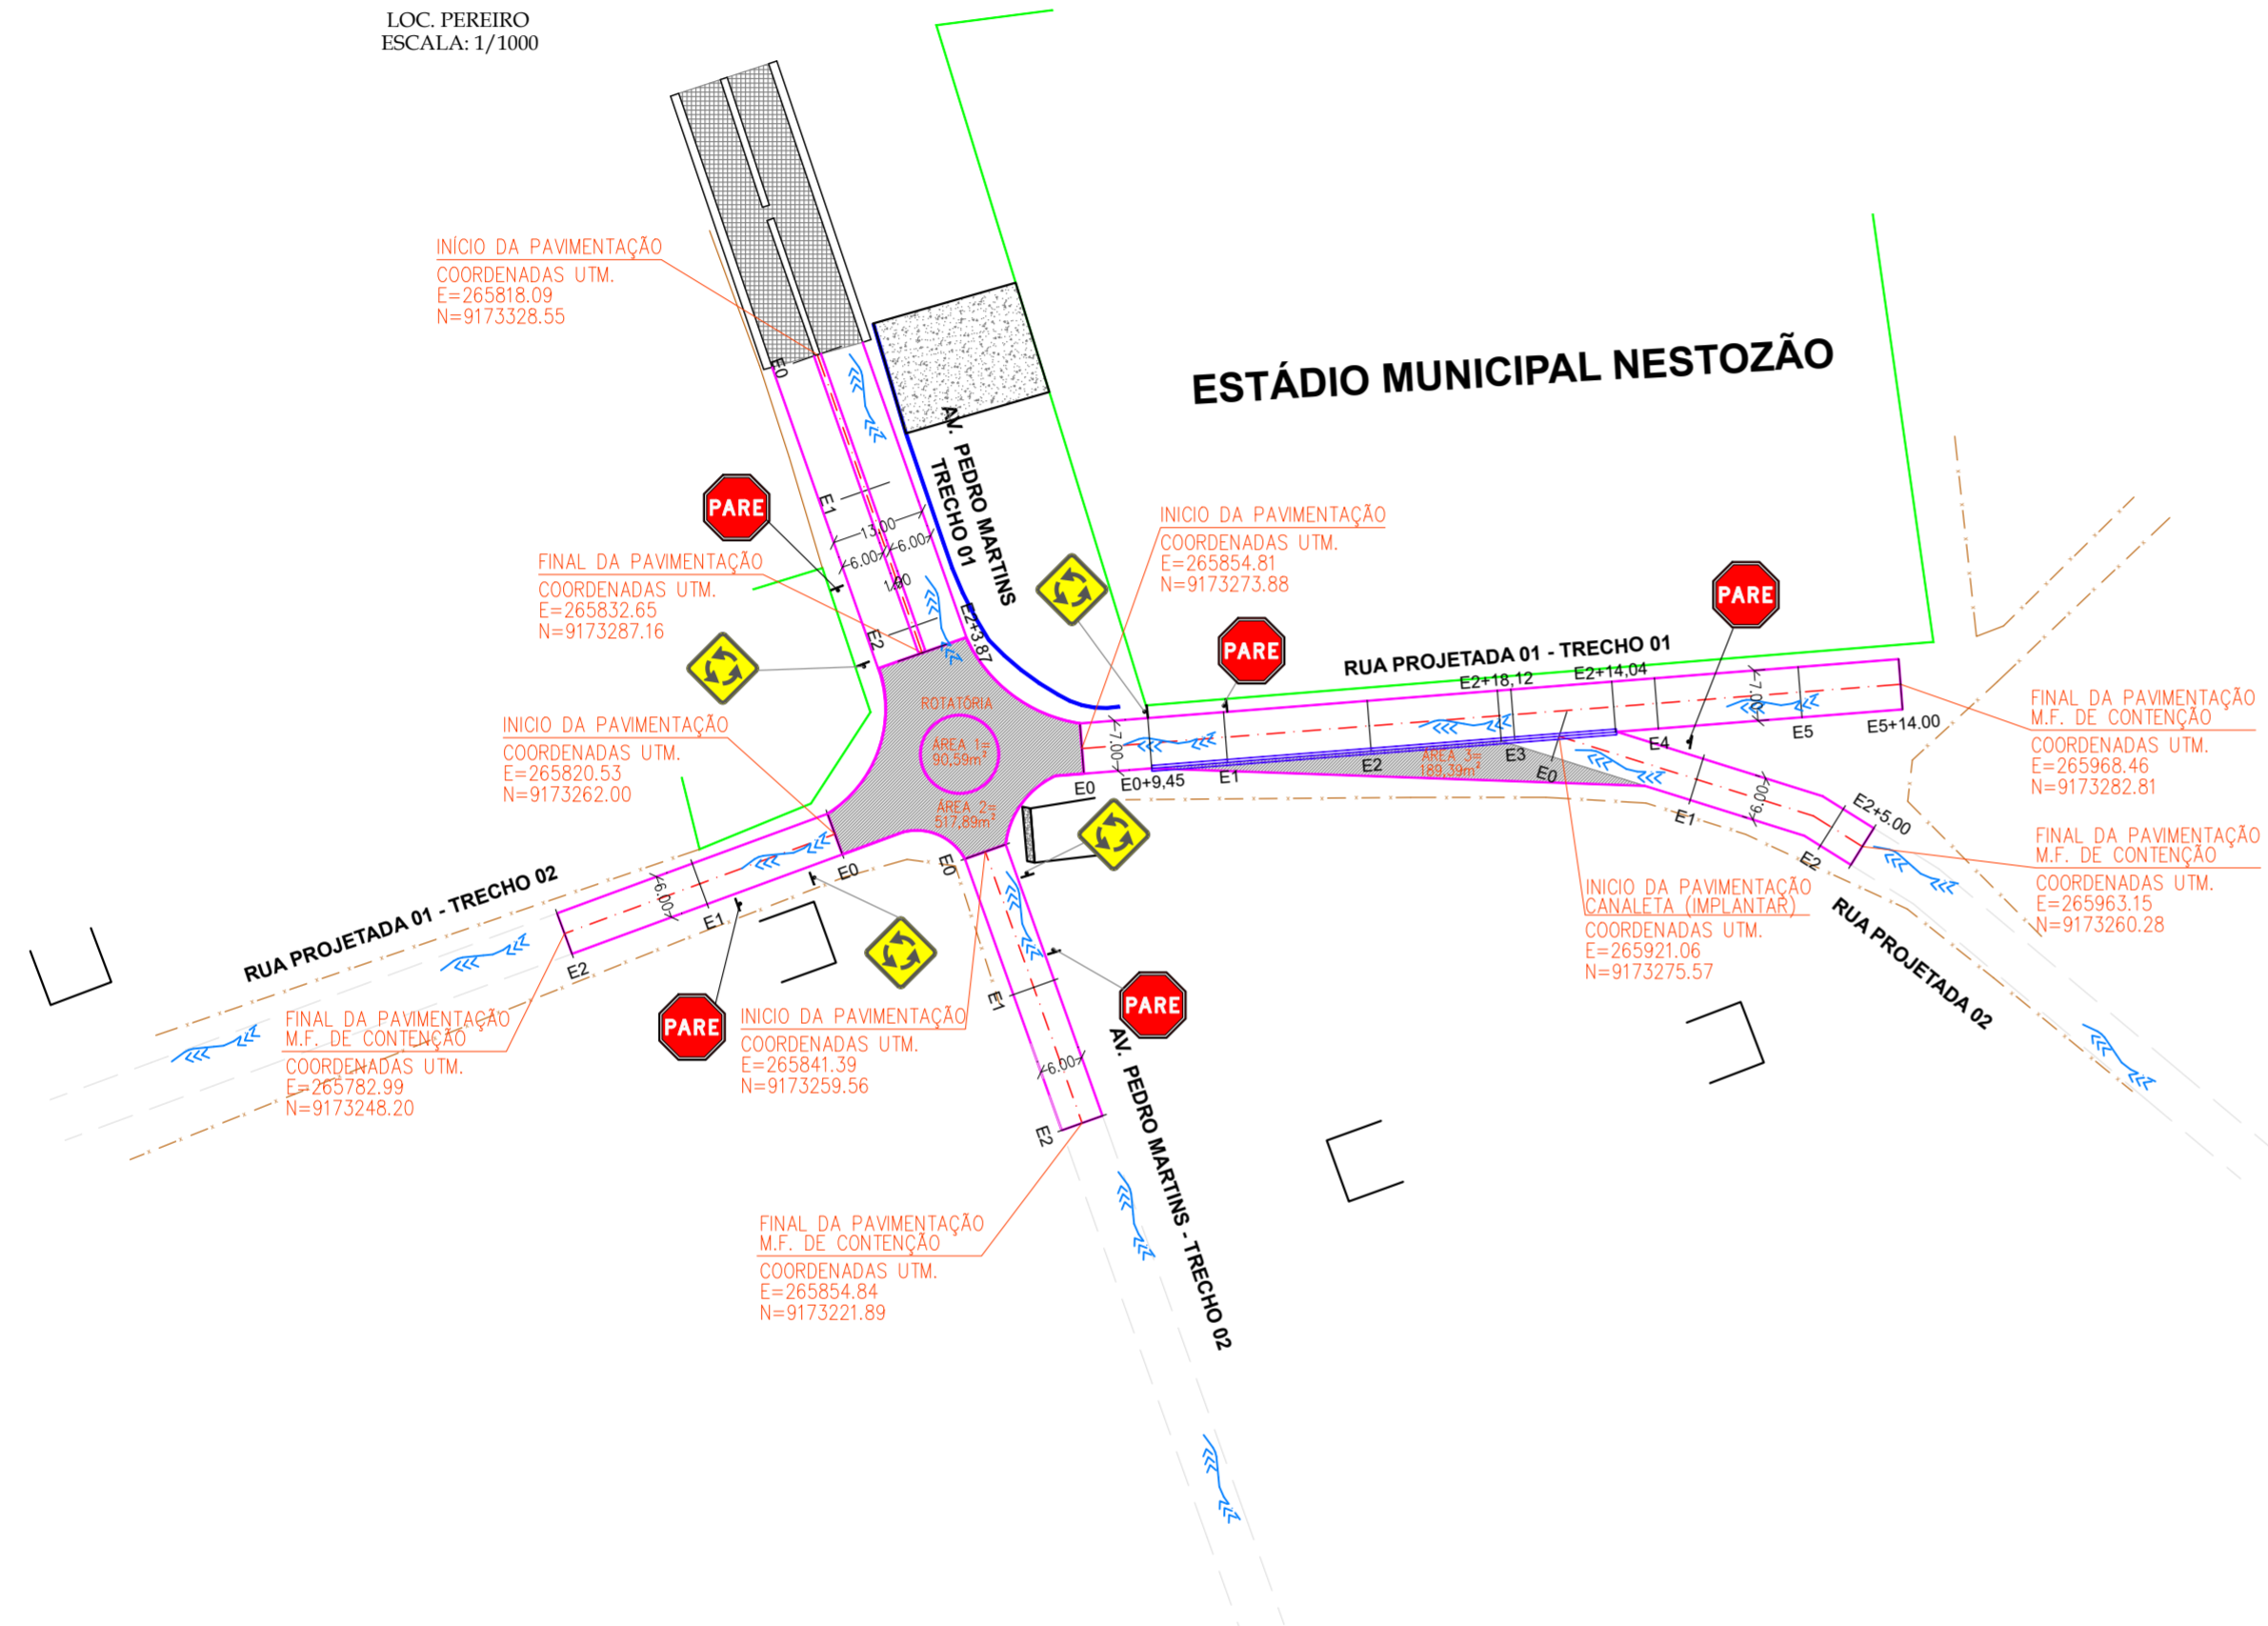 LOC. PEREIRO
ESCALA: 1/1000
INÍCIO DA PAVIMENTAÇÃO
COORDENADAS UTM.
E=265818.09
N=9173328.55
E0
ESTÁDIO MUNICIPAL NESTOZÃO
AV. PEDRO MARTINS
TRECHO 01
PARE
E1
13,00
6.00
6.00
1,00
FINAL DA PAVIMENTAÇÃO
COORDENADAS UTM.
E=265832.65
N=9173287.16
E2
E2+3.87
INICIO DA PAVIMENTAÇÃO
COORDENADAS UTM.
E=265854.81
N=9173273.88
PARE
PARE
RUA PROJETADA 01 - TRECHO 01
E2+18,12
E2+14,04
7.00
7.00
E0
E0+9,45
E1
E2
E3
E0
E4
E5
E5+14.00
FINAL DA PAVIMENTAÇÃO
M.F. DE CONTENÇÃO
COORDENADAS UTM.
E=265968.46
N=9173282.81
ROTATÓRIA
ÁREA 1=
90,59m²
ÁREA 2=
517,89m²
ÁREA 3=
189,39m²
INICIO DA PAVIMENTAÇÃO
COORDENADAS UTM.
E=265820.53
N=9173262.00
E1
6.00
E2
E2+5.00
FINAL DA PAVIMENTAÇÃO
M.F. DE CONTENÇÃO
COORDENADAS UTM.
E=265963.15
N=9173260.28
INICIO DA PAVIMENTAÇÃO
CANALETA (IMPLANTAR)
COORDENADAS UTM.
E=265921.06
N=9173275.57
RUA PROJETADA 02
RUA PROJETADA 01 - TRECHO 02
E0
6.00
E1
E2
FINAL DA PAVIMENTAÇÃO
M.F. DE CONTENÇÃO
COORDENADAS UTM.
E=265782.99
N=9173248.20
PARE
INICIO DA PAVIMENTAÇÃO
COORDENADAS UTM.
E=265841.39
N=9173259.56
E0
E1
PARE
6.00
E2
AV. PEDRO MARTINS - TRECHO 02
FINAL DA PAVIMENTAÇÃO
M.F. DE CONTENÇÃO
COORDENADAS UTM.
E=265854.84
N=9173221.89